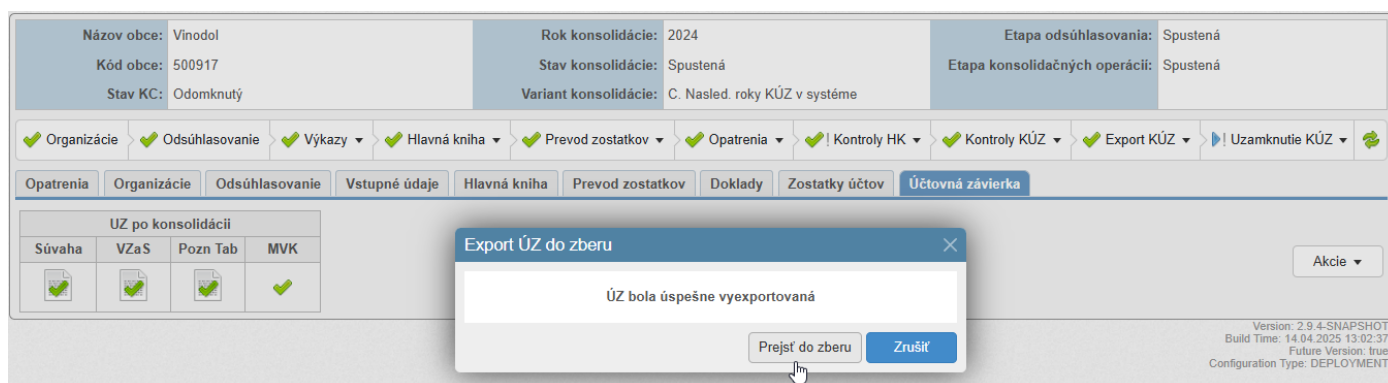 Názov obce: Vinodol Rok konsolidácie: 2024 Etapa odsúhlasovania: Spustená
Kód obce: 500917 Stav konsolidácie: Spustená Etapa konsolidačných operácií: Spustená
Stav KC: Odomknutý Variant konsolidácie: C. Nasled. roky KÚZ v systéme
Organizácie Odsúhlasovanie Výkazy Hlavná kniha Prevod zostatkov Opatrenia ! Kontroly HK Kontroly KÚZ Export KÚZ ! Uzamknutie KÚZ
Opatrenia Organizácie Odsúhlasovanie Vstupné údaje Hlavná kniha Prevod zostatkov Doklady Zostatky účtov Účtovná závierka
UZ po konsolidácii
Súvaha VZaS Pozn Tab MVK
Export ÚZ do zberu
Akcie
ÚZ bola úspešne vyexportovaná
Prejsť do zberu Zrušiť
Version: 2.9.4-SNAPSHOT
Build Time: 14.04.2025 13:02:37
Future Version: true
Configuration Type: DEPLOYMENT